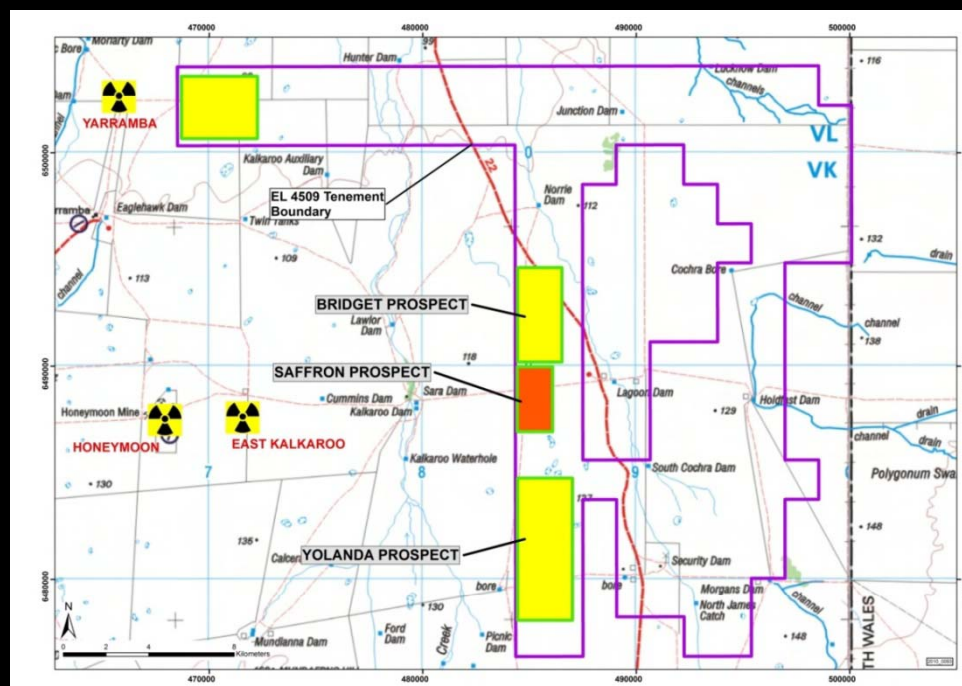 470000 480000 490000 500000
Moriarty Dam
Hunter Dam
99
Lucknow Dam
116
Bore
channels
YARRAMBA
Junction Dam
VL
6500000
0
VK
Kalkaroo Auxiliary
Dam
22
EL 4509 Tenement
Boundary
Norrie
Dam
112
Eaglehawk Dam
Twin Tanks
132
drain
109
Cochra Bore
113
channel
BRIDGET PROSPECT
channel
channel
Lawlor
Dam
138
118
6490000
SAFFRON PROSPECT
Sara Dam
Lagoon Dam
Cummins Dam
Honeymoon Mine
Kalkaroo Dam
129
Holdfast Dam
drain
HONEYMOON
EAST KALKAROO
channel
drain
Kalkaroo Waterhole
7
8
9
South Cochra Dam
130
Polygonum Swa
136
148
YOLANDA PROSPECT
Security Dam
6480000
bore
bore
Morgans Dam
N
130
North James
Catch
channel
Ford
Dam
Picnic
Dam
Mundianna Dam
Creek
148
TH WALES
0 2 4 8
Kilometers
470000 480000 490000 500000